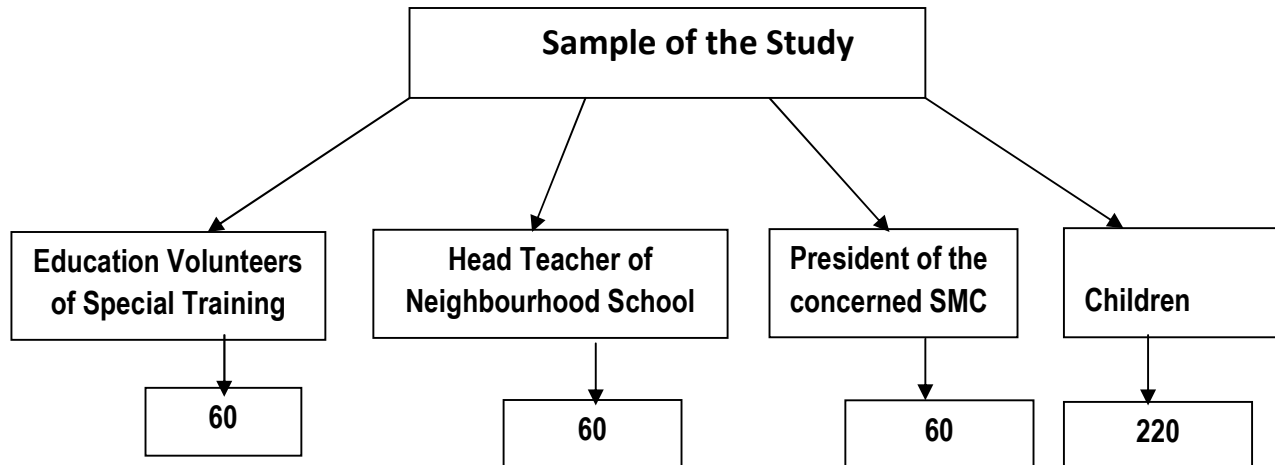 Sample of the Study
Education Volunteers
of Special Training
Head Teacher of
Neighbourhood School
President of the
concerned SMC
Children
60
60
60
220